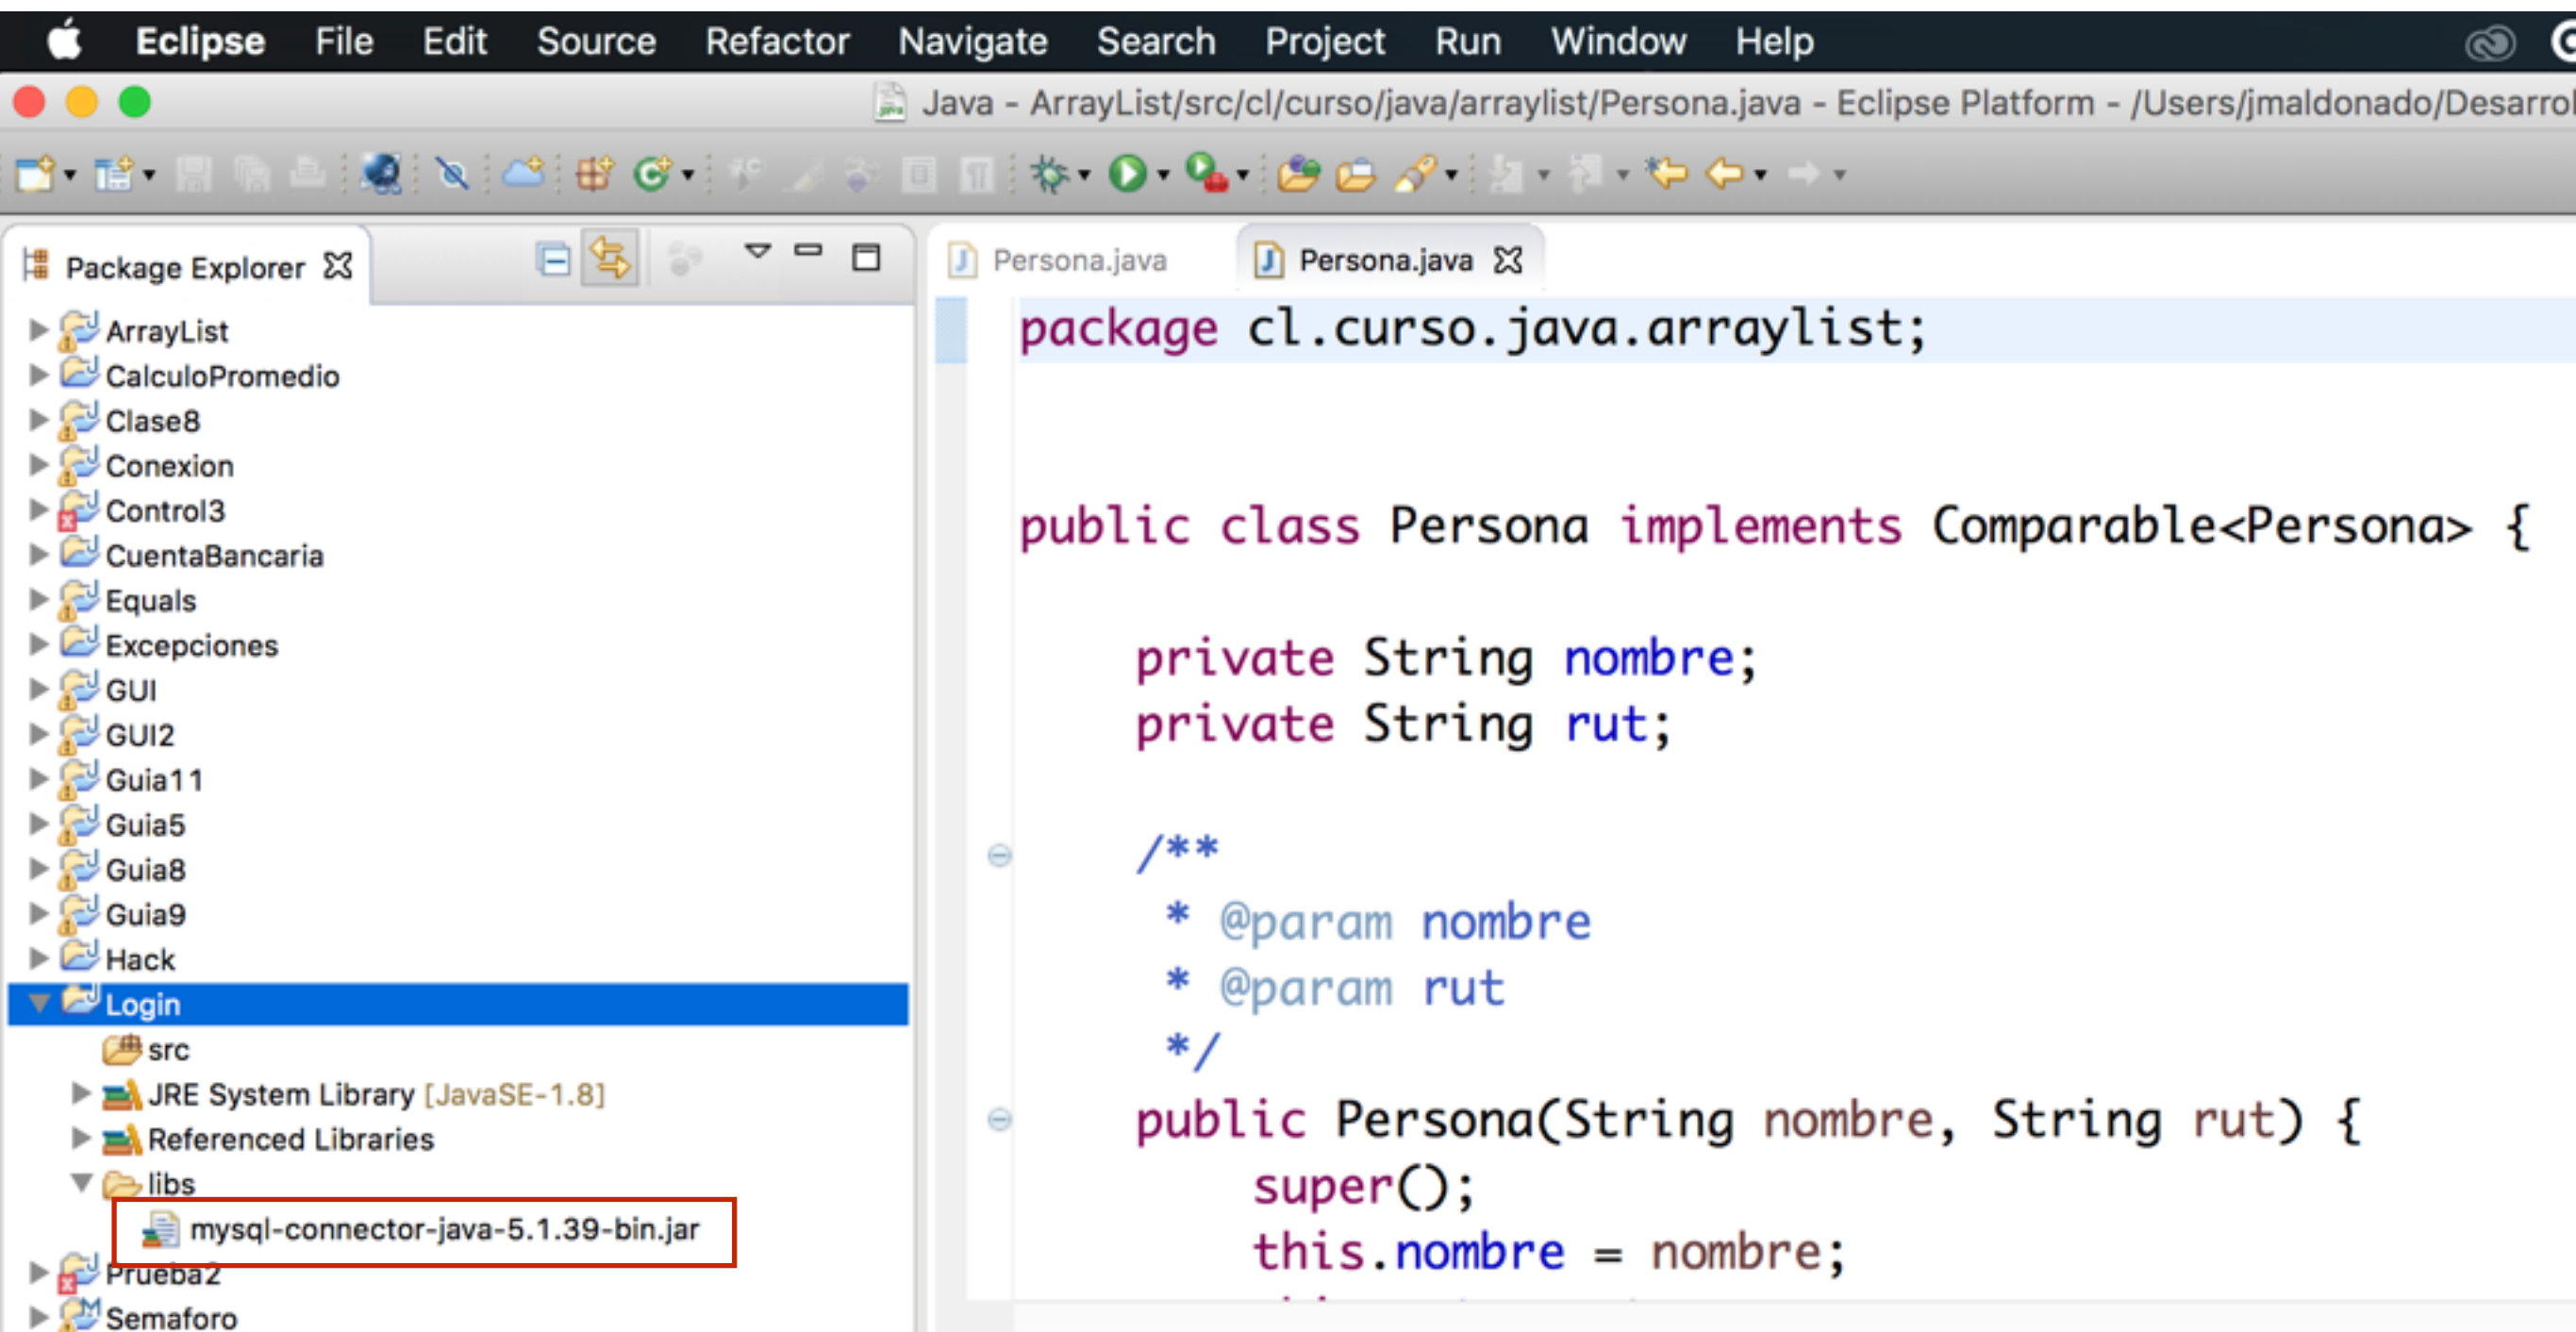 Eclipse File Edit Source Refactor Navigate Search Project Run Window Help
Java - ArrayList/src/cl/curso/java/arraylist/Persona.java - Eclipse Platform - /Users/jmaldonado/Desarrol
Package Explorer
ArrayList
CalculoPromedio
Clase8
Conexion
Control3
CuentaBancaria
Equals
Excepciones
GUI
GUI2
Guia11
Guia5
Guia8
Guia9
Hack
Login
src
JRE System Library [JavaSE-1.8]
Referenced Libraries
libs
mysql-connector-java-5.1.39-bin.jar
Prueba2
Semaforo
Persona.java Persona.java
package cl.curso.java.arraylist;
public class Persona implements Comparable<Persona> {
private String nombre;
private String rut;
/**
* @param nombre
* @param rut
*/
public Persona(String nombre, String rut) {
super();
this.nombre = nombre;